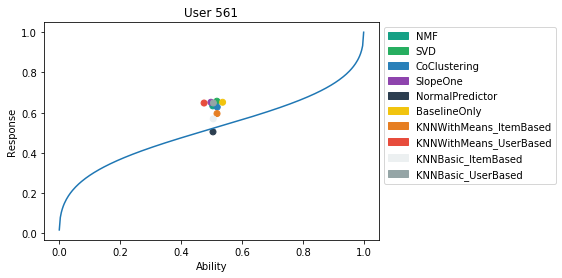 User 561
1.0
0.8
0.6
0.4
0.2
0.0
Response
0.0 0.2 0.4 0.6 0.8 1.0
Ability
NMF
SVD
CoClustering
SlopeOne
NormalPredictor
BaselineOnly
KNNWithMeans_ItemBased
KNNWithMeans_UserBased
KNNBasic_ItemBased
KNNBasic_UserBased